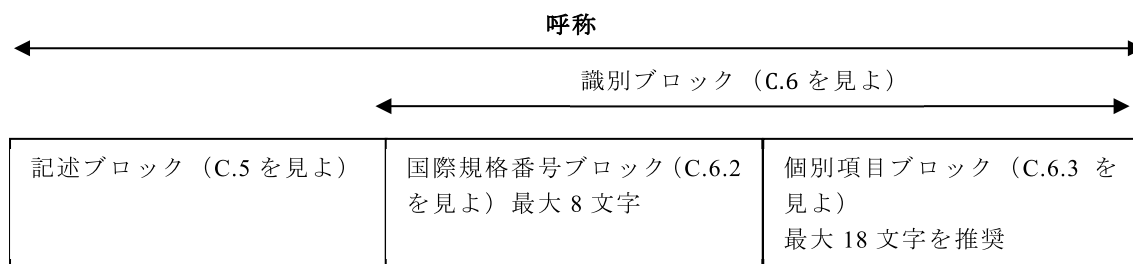 呼称
識別ブロック（C.6 を見よ）
記述ブロック（C.5 を見よ）
国際規格番号ブロック（C.6.2
を見よ）最大 8 文字
個別項目ブロック（C.6.3 を
見よ）
最大 18 文字を推奨